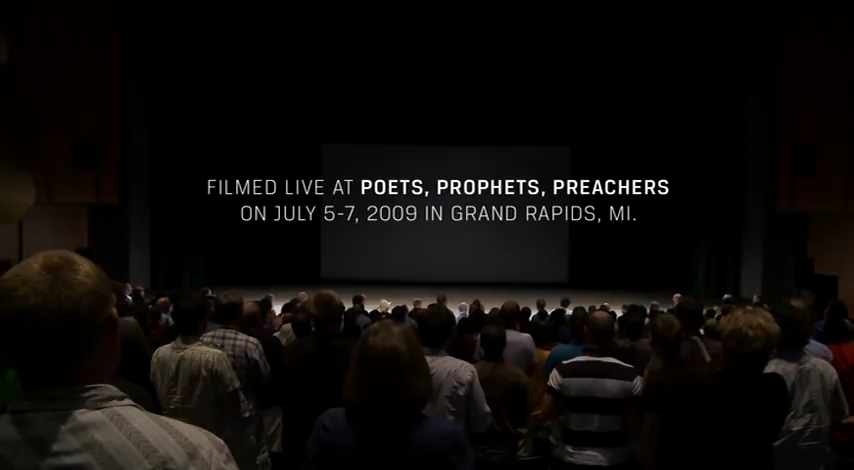 FILMED LIVE AT POETS, PROPHETS, PREACHERS
ON JULY 5-7, 2009 IN GRAND RAPIDS, MI.